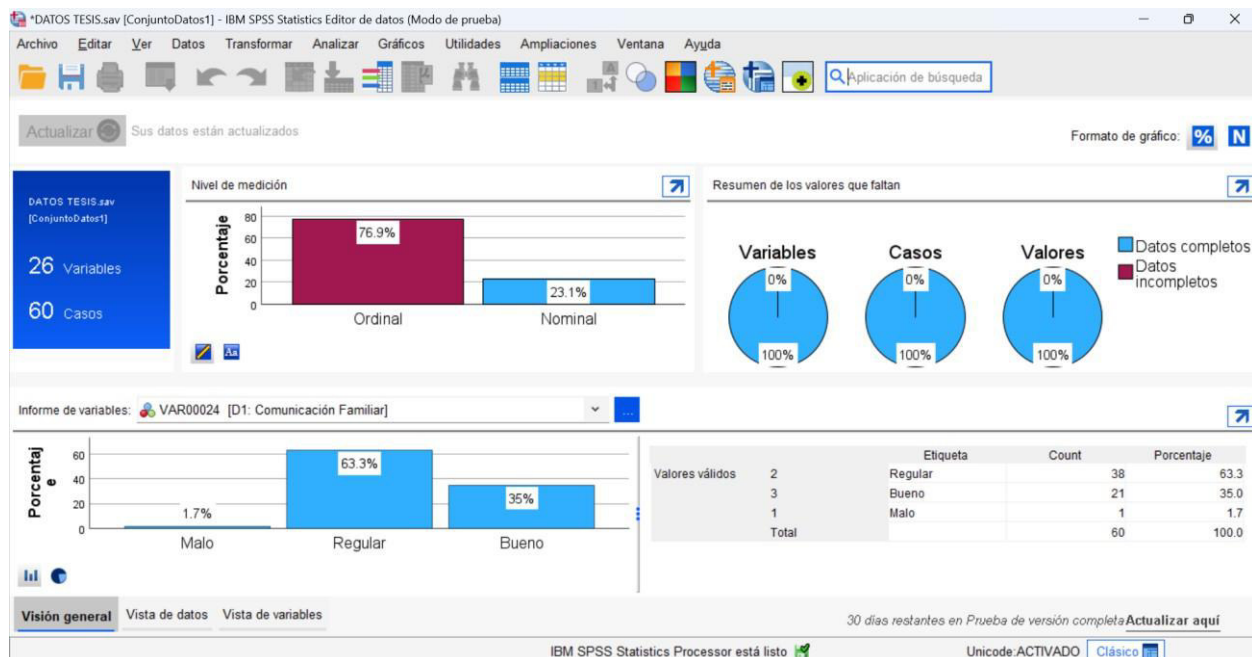 *DATOS TESIS.sav [ConjuntoDatos1] - IBM SPSS Statistics Editor de datos (Modo de prueba)
Archivo Editar Ver Datos Transformar Analizar Gráficos Utilidades Ampliaciones Ventana Ayuda
Aplicación de búsqueda
Actualizar Sus datos están actualizados
Formato de gráfico: % N
DATOS TESIS.sav
[ConjuntoDatos1]
26 Variables
60 Casos
Nivel de medición
Porcentaje
80
60
40
20
0
76.9%
23.1%
Ordinal Nominal
Aa
Resumen de los valores que faltan
Variables Casos Valores
0% 0% 0%
100% 100% 100%
Datos completos
Datos
incompletos
Informe de variables: VAR00024 [D1: Comunicación Familiar]
...
Porcentaj
e
60
40
20
0
1.7%
63.3%
35%
Malo Regular Bueno
Etiqueta Count Porcentaje
Valores válidos 2 Regular 38 63.3
3 Bueno 21 35.0
1 Malo 1 1.7
Total 60 100.0
Visión general Vista de datos Vista de variables
30 días restantes en Prueba de versión completa Actualizar aquí
IBM SPSS Statistics Processor está listo Unicode:ACTIVADO Clásico